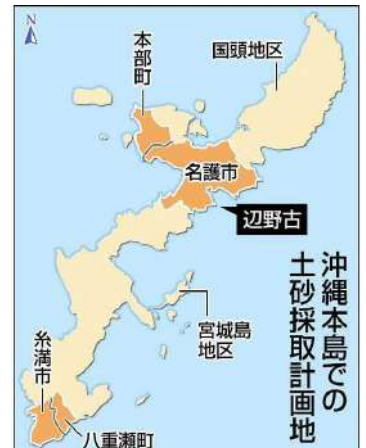 N
本部町
国頭地区
名護市
辺野古
沖縄本島での
土砂採取計画地
宮城島
地区
糸満市
八重瀬町